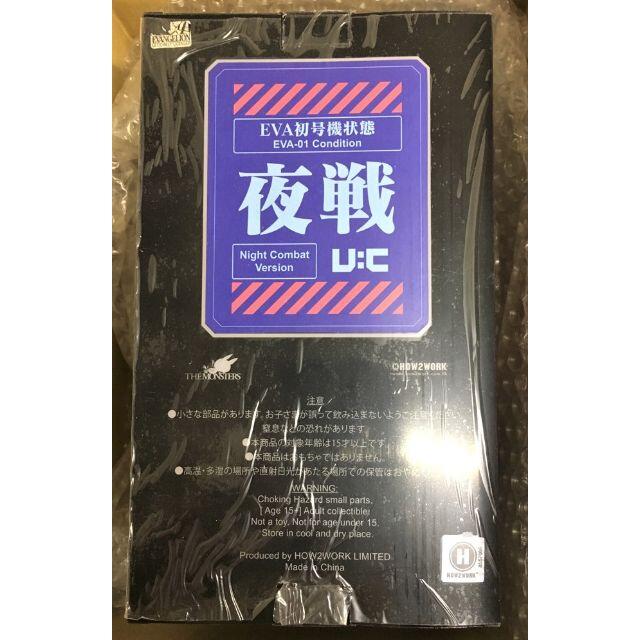 EVANGELION
EVA初号機状態
EVA-01 Condition
夜戦
Night Combat
Version
U:C
THE MONSTERS
HOW2WORK
注意
●小さな部品があります。お子さまが誤って飲み込まないようご注意ください。
窒息などの恐れがあります。
●本商品の対象年齢は15才以上です。
●本商品はおもちゃではありません。
●高温・多湿の場所や直射日光があたる場所での保管はおやめ
WARNING:
Choking Hazard small parts,
[ Age 15+] Adult collectible
Not a toy. Not for age under 15.
Store in cool and dry place.
Produced by HOW2WORK LIMITED
Made in China
H
HOW2WORK